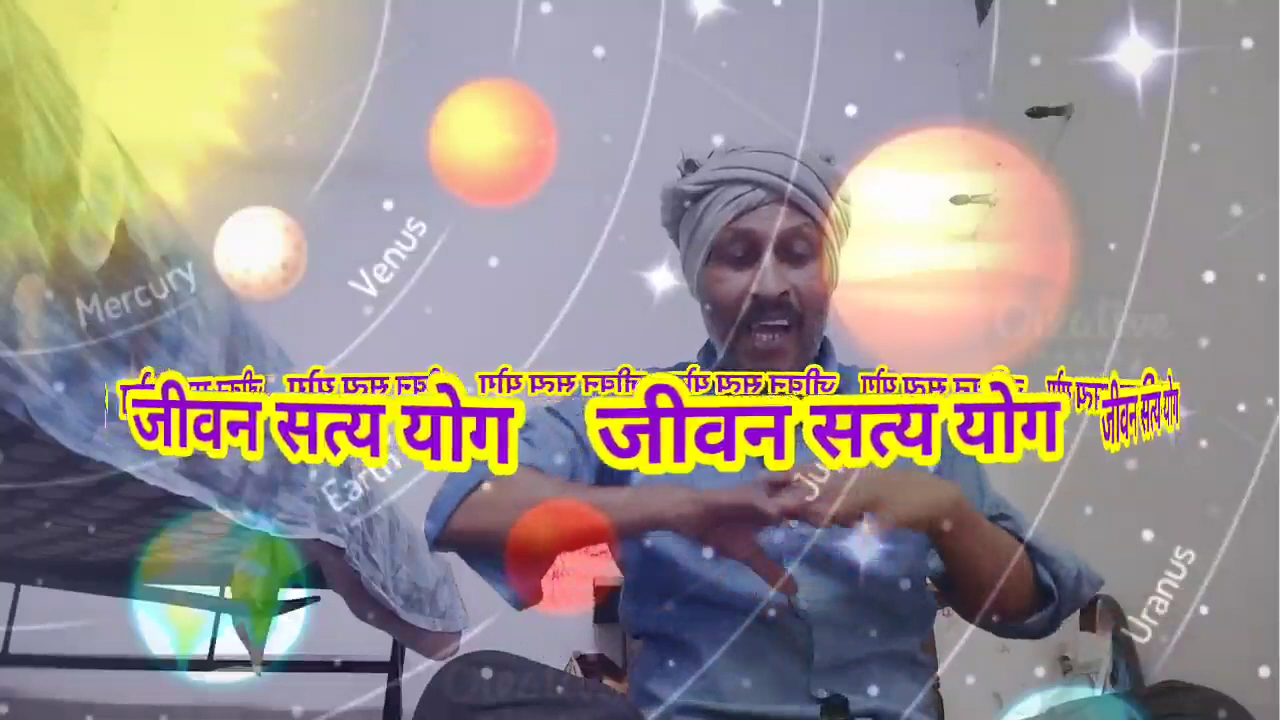 Venus
Mercury
जीवन सत्य योग जीवन सत्य योग जीवन सत्य योग
Earth
Uranus